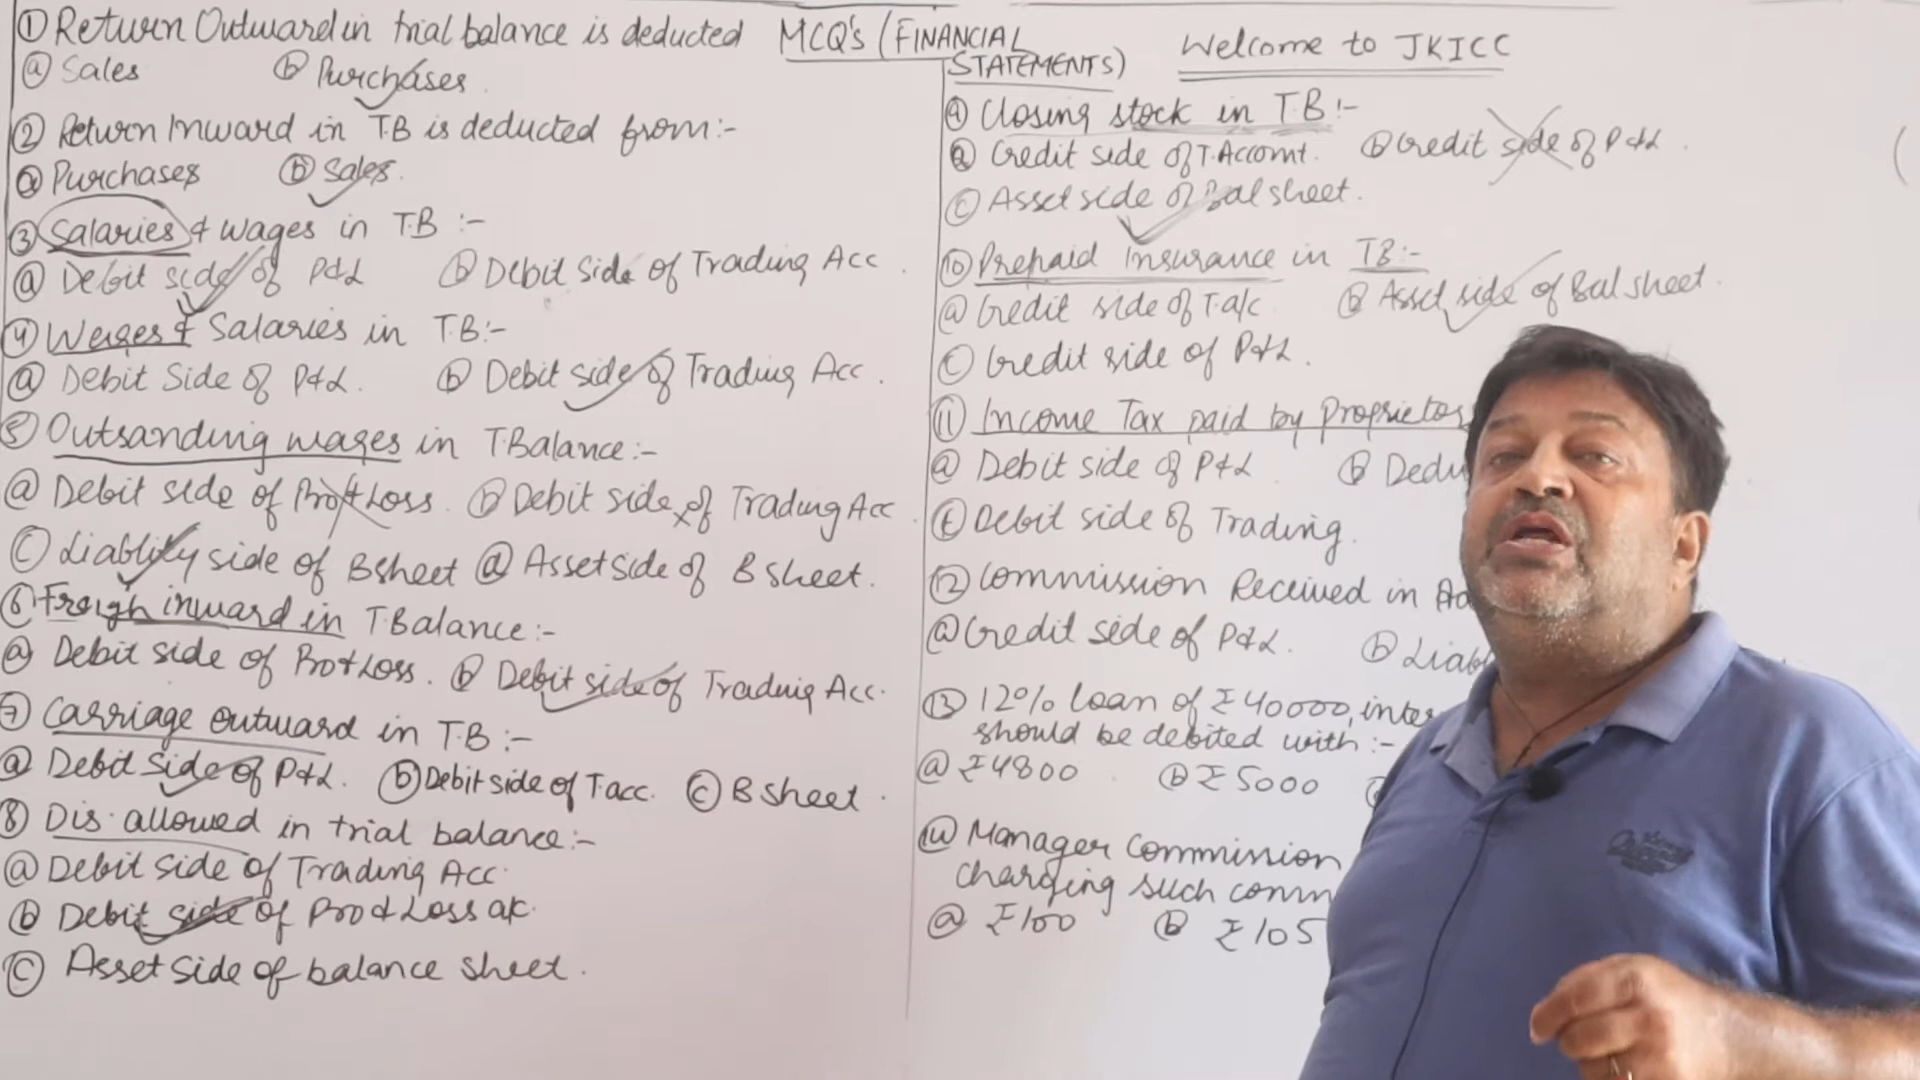 ① Return Outward in trial balance is deducted
ⓐ Sales ⓑ Purchases
② Return Inward in T.B is deducted from:-
ⓐ Purchases ⓑ Sales.
③ Salaries & wages in T.B :-
ⓐ Debit side of P&L ⓑ Debit Side of Trading Acc.
④ Wages & Salaries in T.B:-
ⓐ Debit Side of P&L. ⓑ Debit side of Trading Acc.
⑤ Outsanding wages in T Balance:-
ⓐ Debit side of Pro & Loss. ⓑ Debit side of Trading Acc
ⓒ Liablity side of B sheet ⓓ Asset side of B sheet.
⑥ Freigh inward in T Balance:-
ⓐ Debit side of Pro & Loss. ⓑ Debit side of Trading Acc.
⑦ Carriage outward in T.B :-
ⓐ Debit Side of P&L. ⓑ Debit side of T.acc. ⓒ B sheet.
⑧ Dis. allowed in trial balance:-
ⓐ Debit side of Trading Acc.
ⓑ Debit side of Pro & Loss a/c.
ⓒ Asset Side of balance sheet.
MCQ's (FINANCIAL
STATEMENTS)
Welcome to JKICC
⑨ Closing stock in T.B :-
ⓐ Credit side of T. Accomt. ⓑ Credit side of P&L.
ⓒ Asset side of Bal sheet.
⑩ Prepaid Insurance in TB:-
ⓐ Credit side of T.a/c ⓑ Asset side of Bal sheet.
ⓒ Credit side of P&L.
⑪ Income Tax paid by Proprietor
ⓐ Debit side of P&L ⓑ Dedu
ⓒ Debit side of Trading.
⑫ Commission Received in Ad
ⓐ Credit side of P&L. ⓑ Liabl
⑬ 12% loan of ₹40000, inter
should be debited with:-
ⓐ ₹4800 ⓑ ₹5000
⑭ Manager Commission
charging such comm
ⓐ ₹100 ⓑ ₹105